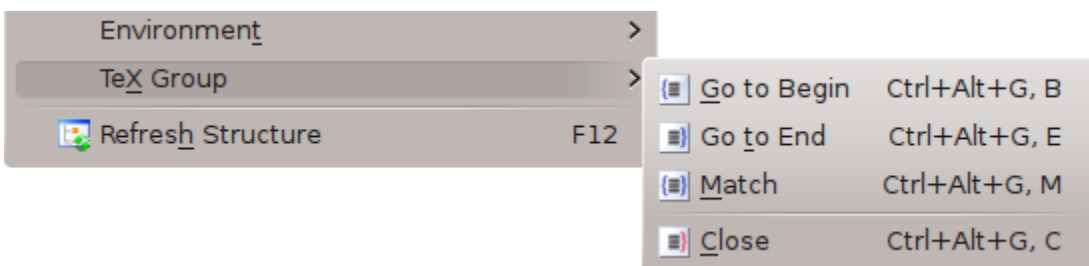 Environment >
TeX Group >
Refresh Structure F12
Go to Begin Ctrl+Alt+G, B
Go to End Ctrl+Alt+G, E
Match Ctrl+Alt+G, M
Close Ctrl+Alt+G, C